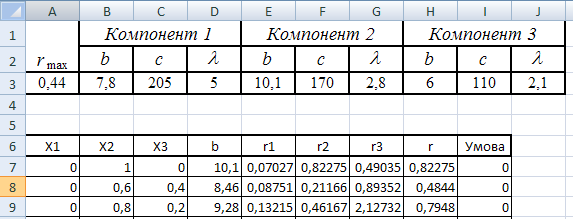 A B C D E F G H I J
1 Компонент 1 Компонент 2 Компонент 3
2 r max b c λ b c λ b c λ
3 0,44 7,8 205 5 10,1 170 2,8 6 110 2,1
4
5
6 X1 X2 X3 b r1 r2 r3 r Умова
7 0 1 0 10,1 0,07027 0,82275 0,49035 0,82275 0
8 0 0,6 0,4 8,46 0,08751 0,21166 0,89352 0,4844 0
9 0 0,8 0,2 9,28 0,13215 0,46167 2,12732 0,7948 0